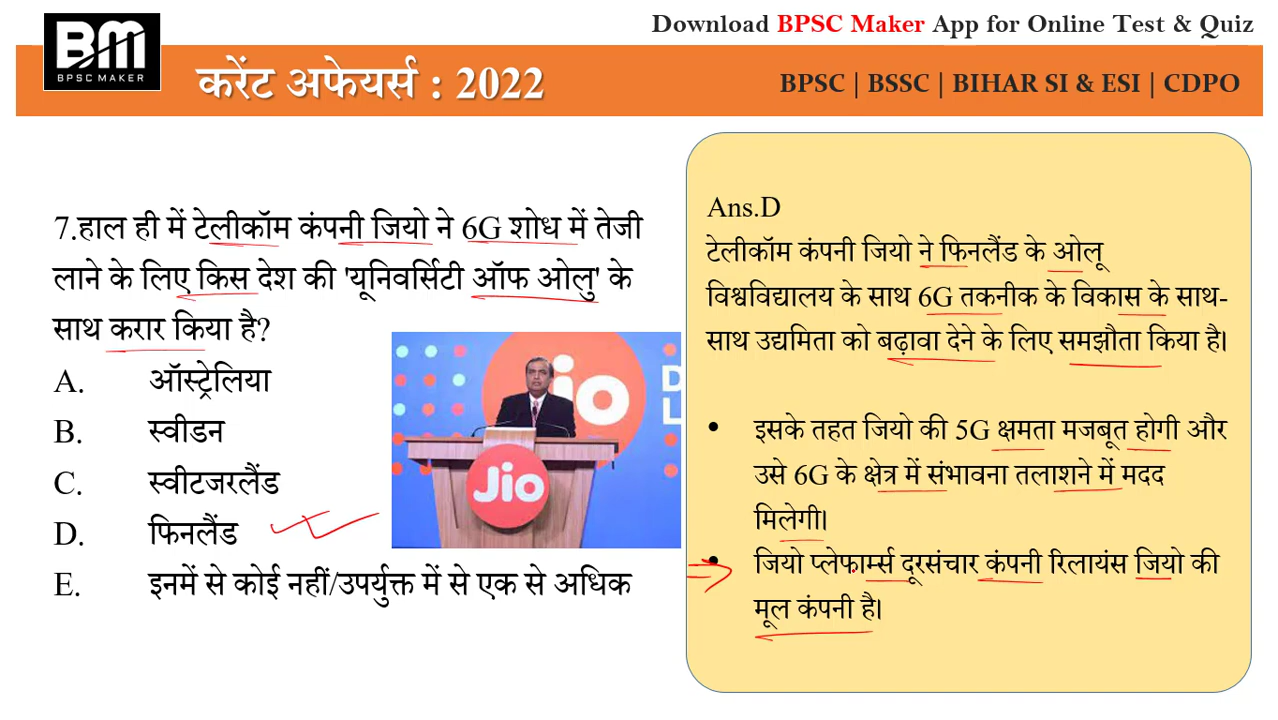 Download BPSC Maker App for Online Test & Quiz
BM
BPSC MAKER
करेंट अफेयर्स : 2022
BPSC | BSSC | BIHAR SI & ESI | CDPO
7.हाल ही में टेलीकॉम कंपनी जियो ने 6G शोध में तेजी
लाने के लिए किस देश की 'यूनिवर्सिटी ऑफ ओलु' के
साथ करार किया है?
A. ऑस्ट्रेलिया
B. स्वीडन
C. स्वीटजरलैंड
D. फिनलैंड
E. इनमें से कोई नहीं/उपर्युक्त में से एक से अधिक
jio
D
L
Jio
Ans.D
टेलीकॉम कंपनी जियो ने फिनलैंड के ओलू
विश्वविद्यालय के साथ 6G तकनीक के विकास के साथ-
साथ उद्यमिता को बढ़ावा देने के लिए समझौता किया है।
• इसके तहत जियो की 5G क्षमता मजबूत होगी और
उसे 6G के क्षेत्र में संभावना तलाशने में मदद
मिलेगी।
• जियो प्लेफार्म्स दूरसंचार कंपनी रिलायंस जियो की
मूल कंपनी है।